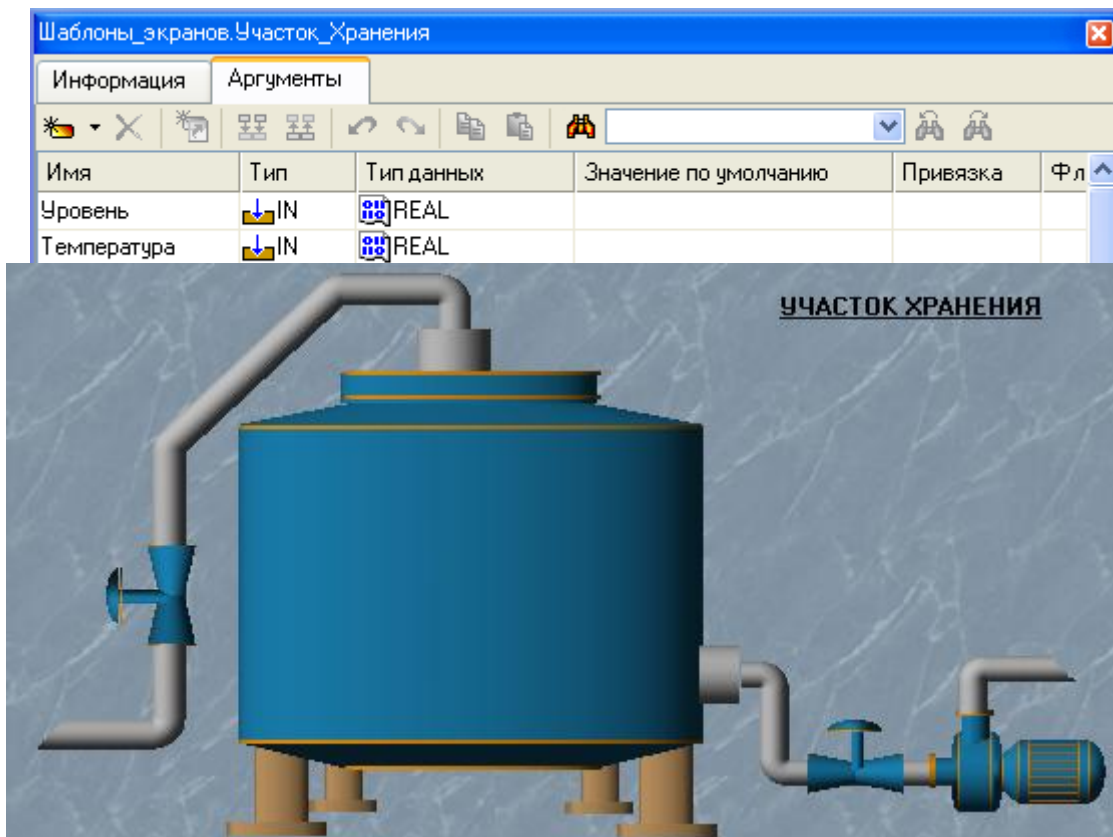 Шаблоны_экранов.Участок_Хранения
Информация Аргументы
Имя Тип Тип данных Значение по умолчанию Привязка Фл
Уровень IN REAL
Температура IN REAL
УЧАСТОК ХРАНЕНИЯ